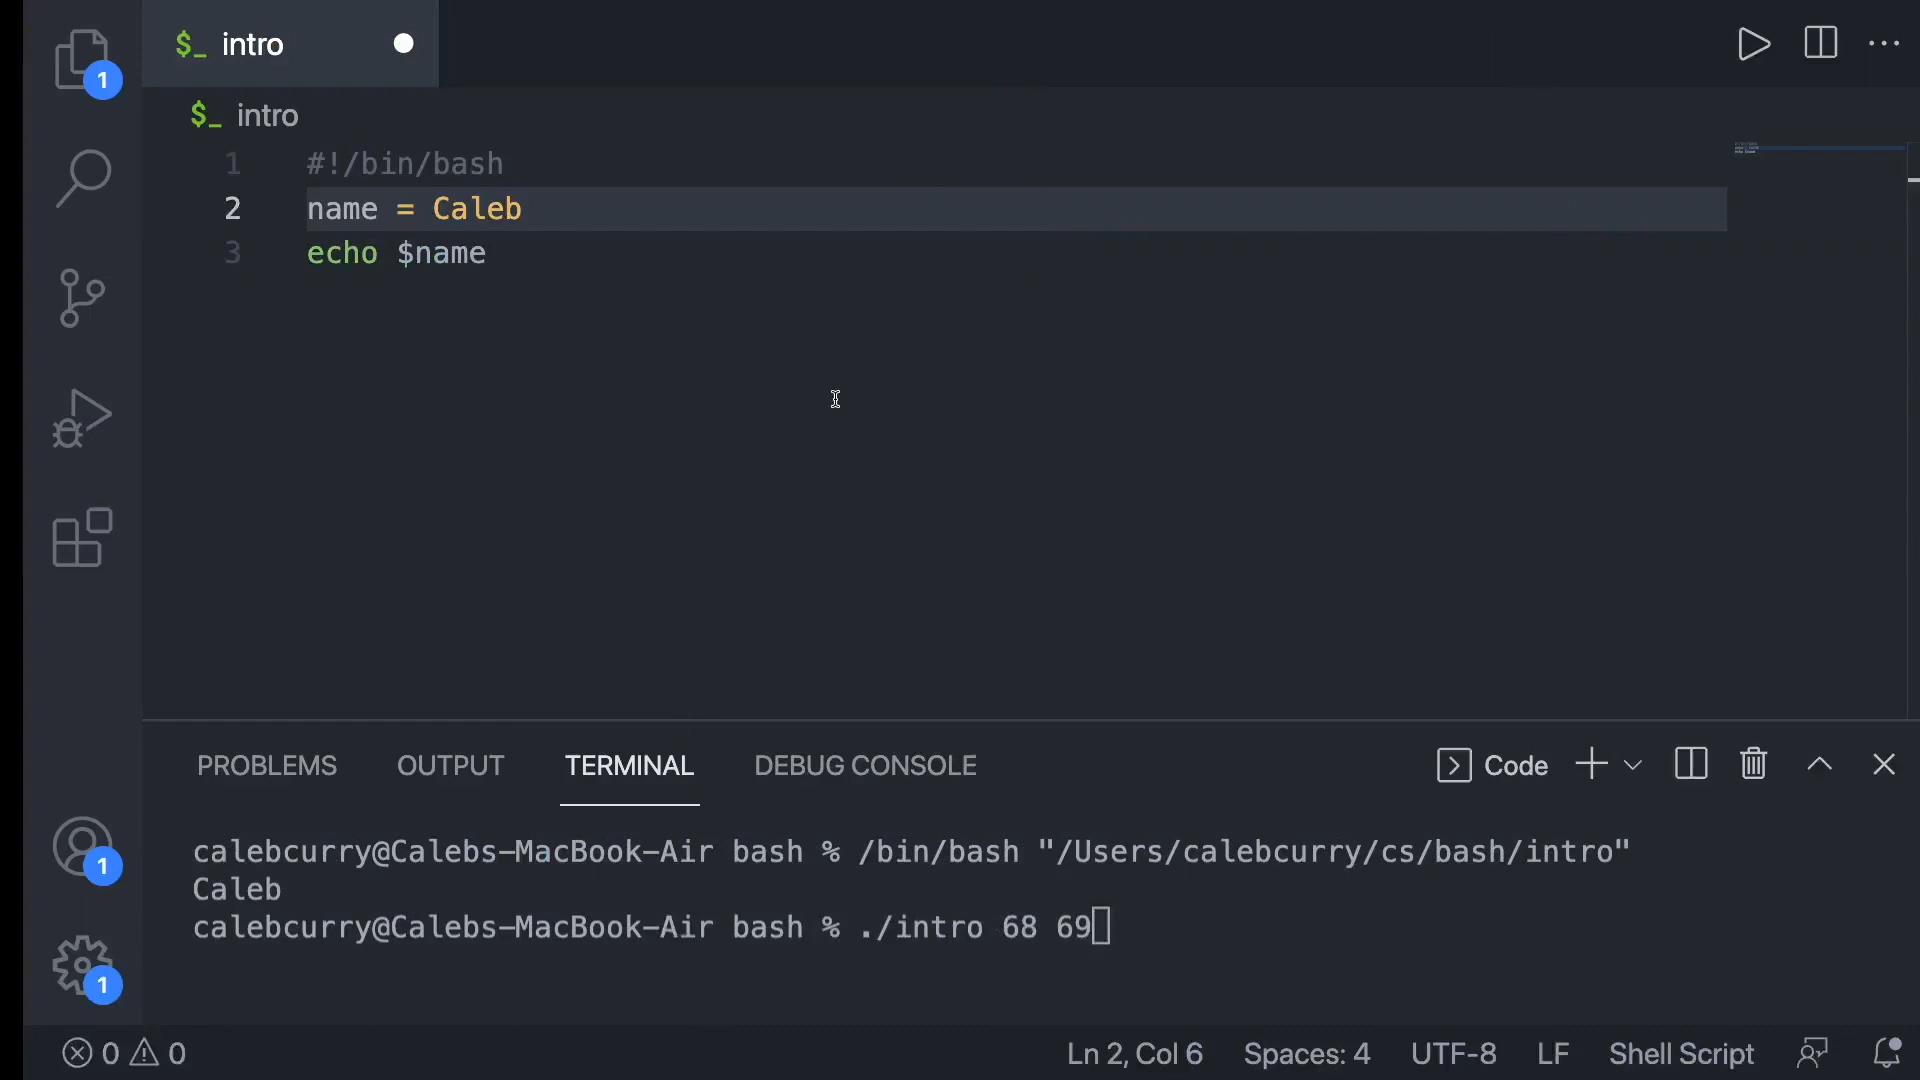 1
$_ intro
$_ intro
1 #!/bin/bash
2 name = Caleb
3 echo $name
PROBLEMS OUTPUT TERMINAL DEBUG CONSOLE Code
calebcurry@Calebs-MacBook-Air bash % /bin/bash "/Users/calebcurry/cs/bash/intro"
Caleb
calebcurry@Calebs-MacBook-Air bash % ./intro 68 69
1
1
0 0 Ln 2, Col 6 Spaces: 4 UTF-8 LF Shell Script